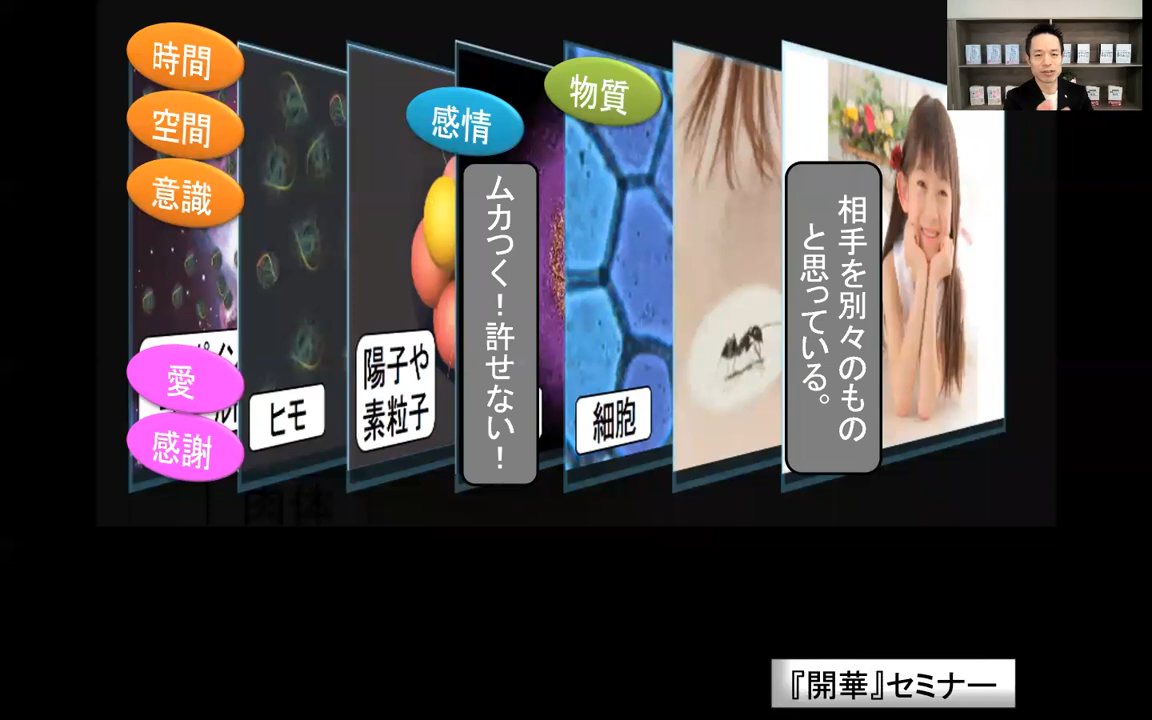 時間
空間
意識
愛
感謝
ヒモ
陽子や
素粒子
感情
ムカつく！許せない！
物質
細胞
相手を別々のもの
と思っている。
肉体
『開華』セミナー